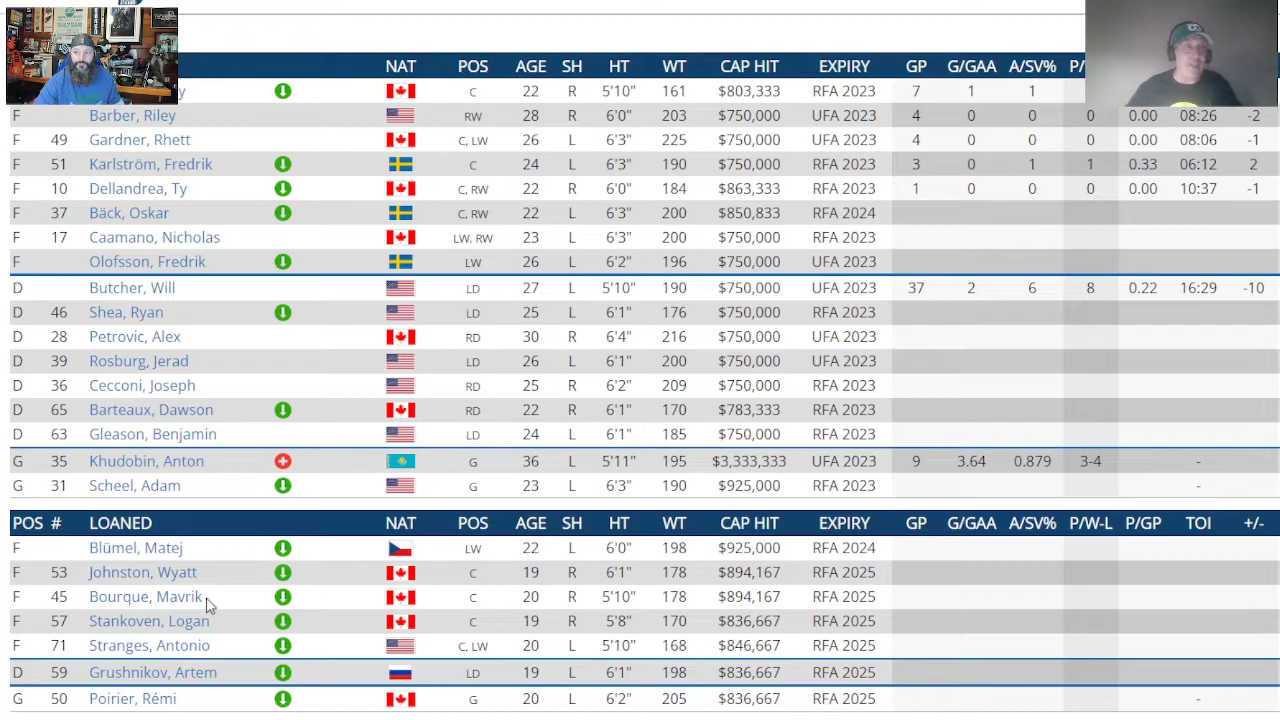 NAT POS AGE SH HT WT CAP HIT EXPIRY GP G/GAA A/SV% P/
y C 22 R 5'10" 161 $803,333 RFA 2023 7 1 1
F Barber, Riley RW 28 R 6'0" 203 $750,000 UFA 2023 4 0 0 0 0.00 08:26 -2
F 49 Gardner, Rhett C, LW 26 L 6'3" 225 $750,000 UFA 2023 4 0 0 0 0.00 08:06 -1
F 51 Karlström, Fredrik C 24 L 6'3" 190 $750,000 RFA 2023 3 0 1 1 0.33 06:12 2
F 10 Dellandrea, Ty C, RW 22 R 6'0" 184 $863,333 RFA 2023 1 0 0 0 0.00 10:37 -1
F 37 Bäck, Oskar C, RW 22 L 6'3" 200 $850,833 RFA 2024
F 17 Caamano, Nicholas LW, RW 23 L 6'3" 200 $750,000 RFA 2023
F Olofsson, Fredrik LW 26 L 6'2" 196 $750,000 UFA 2023
D Butcher, Will LD 27 L 5'10" 190 $750,000 UFA 2023 37 2 6 8 0.22 16:29 -10
D 46 Shea, Ryan LD 25 L 6'1" 176 $750,000 RFA 2023
D 28 Petrovic, Alex RD 30 R 6'4" 216 $750,000 UFA 2023
D 39 Rosburg, Jerad LD 26 L 6'1" 200 $750,000 RFA 2023
D 36 Cecconi, Joseph RD 25 R 6'2" 209 $750,000 RFA 2023
D 65 Barteaux, Dawson RD 22 R 6'1" 170 $783,333 RFA 2023
D 63 Gleason, Benjamin LD 24 L 6'1" 185 $750,000 RFA 2023
G 35 Khudobin, Anton G 36 L 5'11" 195 $3,333,333 UFA 2023 9 3.64 0.879 3-4 -
G 31 Scheel, Adam G 23 L 6'3" 190 $925,000 RFA 2023 -
POS # LOANED NAT POS AGE SH HT WT CAP HIT EXPIRY GP G/GAA A/SV% P/W-L P/GP TOI +/-
F Blümel, Matej LW 22 L 6'0" 198 $925,000 RFA 2024
F 53 Johnston, Wyatt C 19 R 6'1" 178 $894,167 RFA 2025
F 45 Bourque, Mavrik C 20 R 5'10" 178 $894,167 RFA 2025
F 57 Stankoven, Logan C 19 R 5'8" 170 $836,667 RFA 2025
F 71 Stranges, Antonio C, LW 20 L 5'10" 168 $846,667 RFA 2025
D 59 Grushnikov, Artem LD 19 L 6'1" 198 $836,667 RFA 2025
G 50 Poirier, Rémi G 20 L 6'2" 205 $836,667 RFA 2025 -